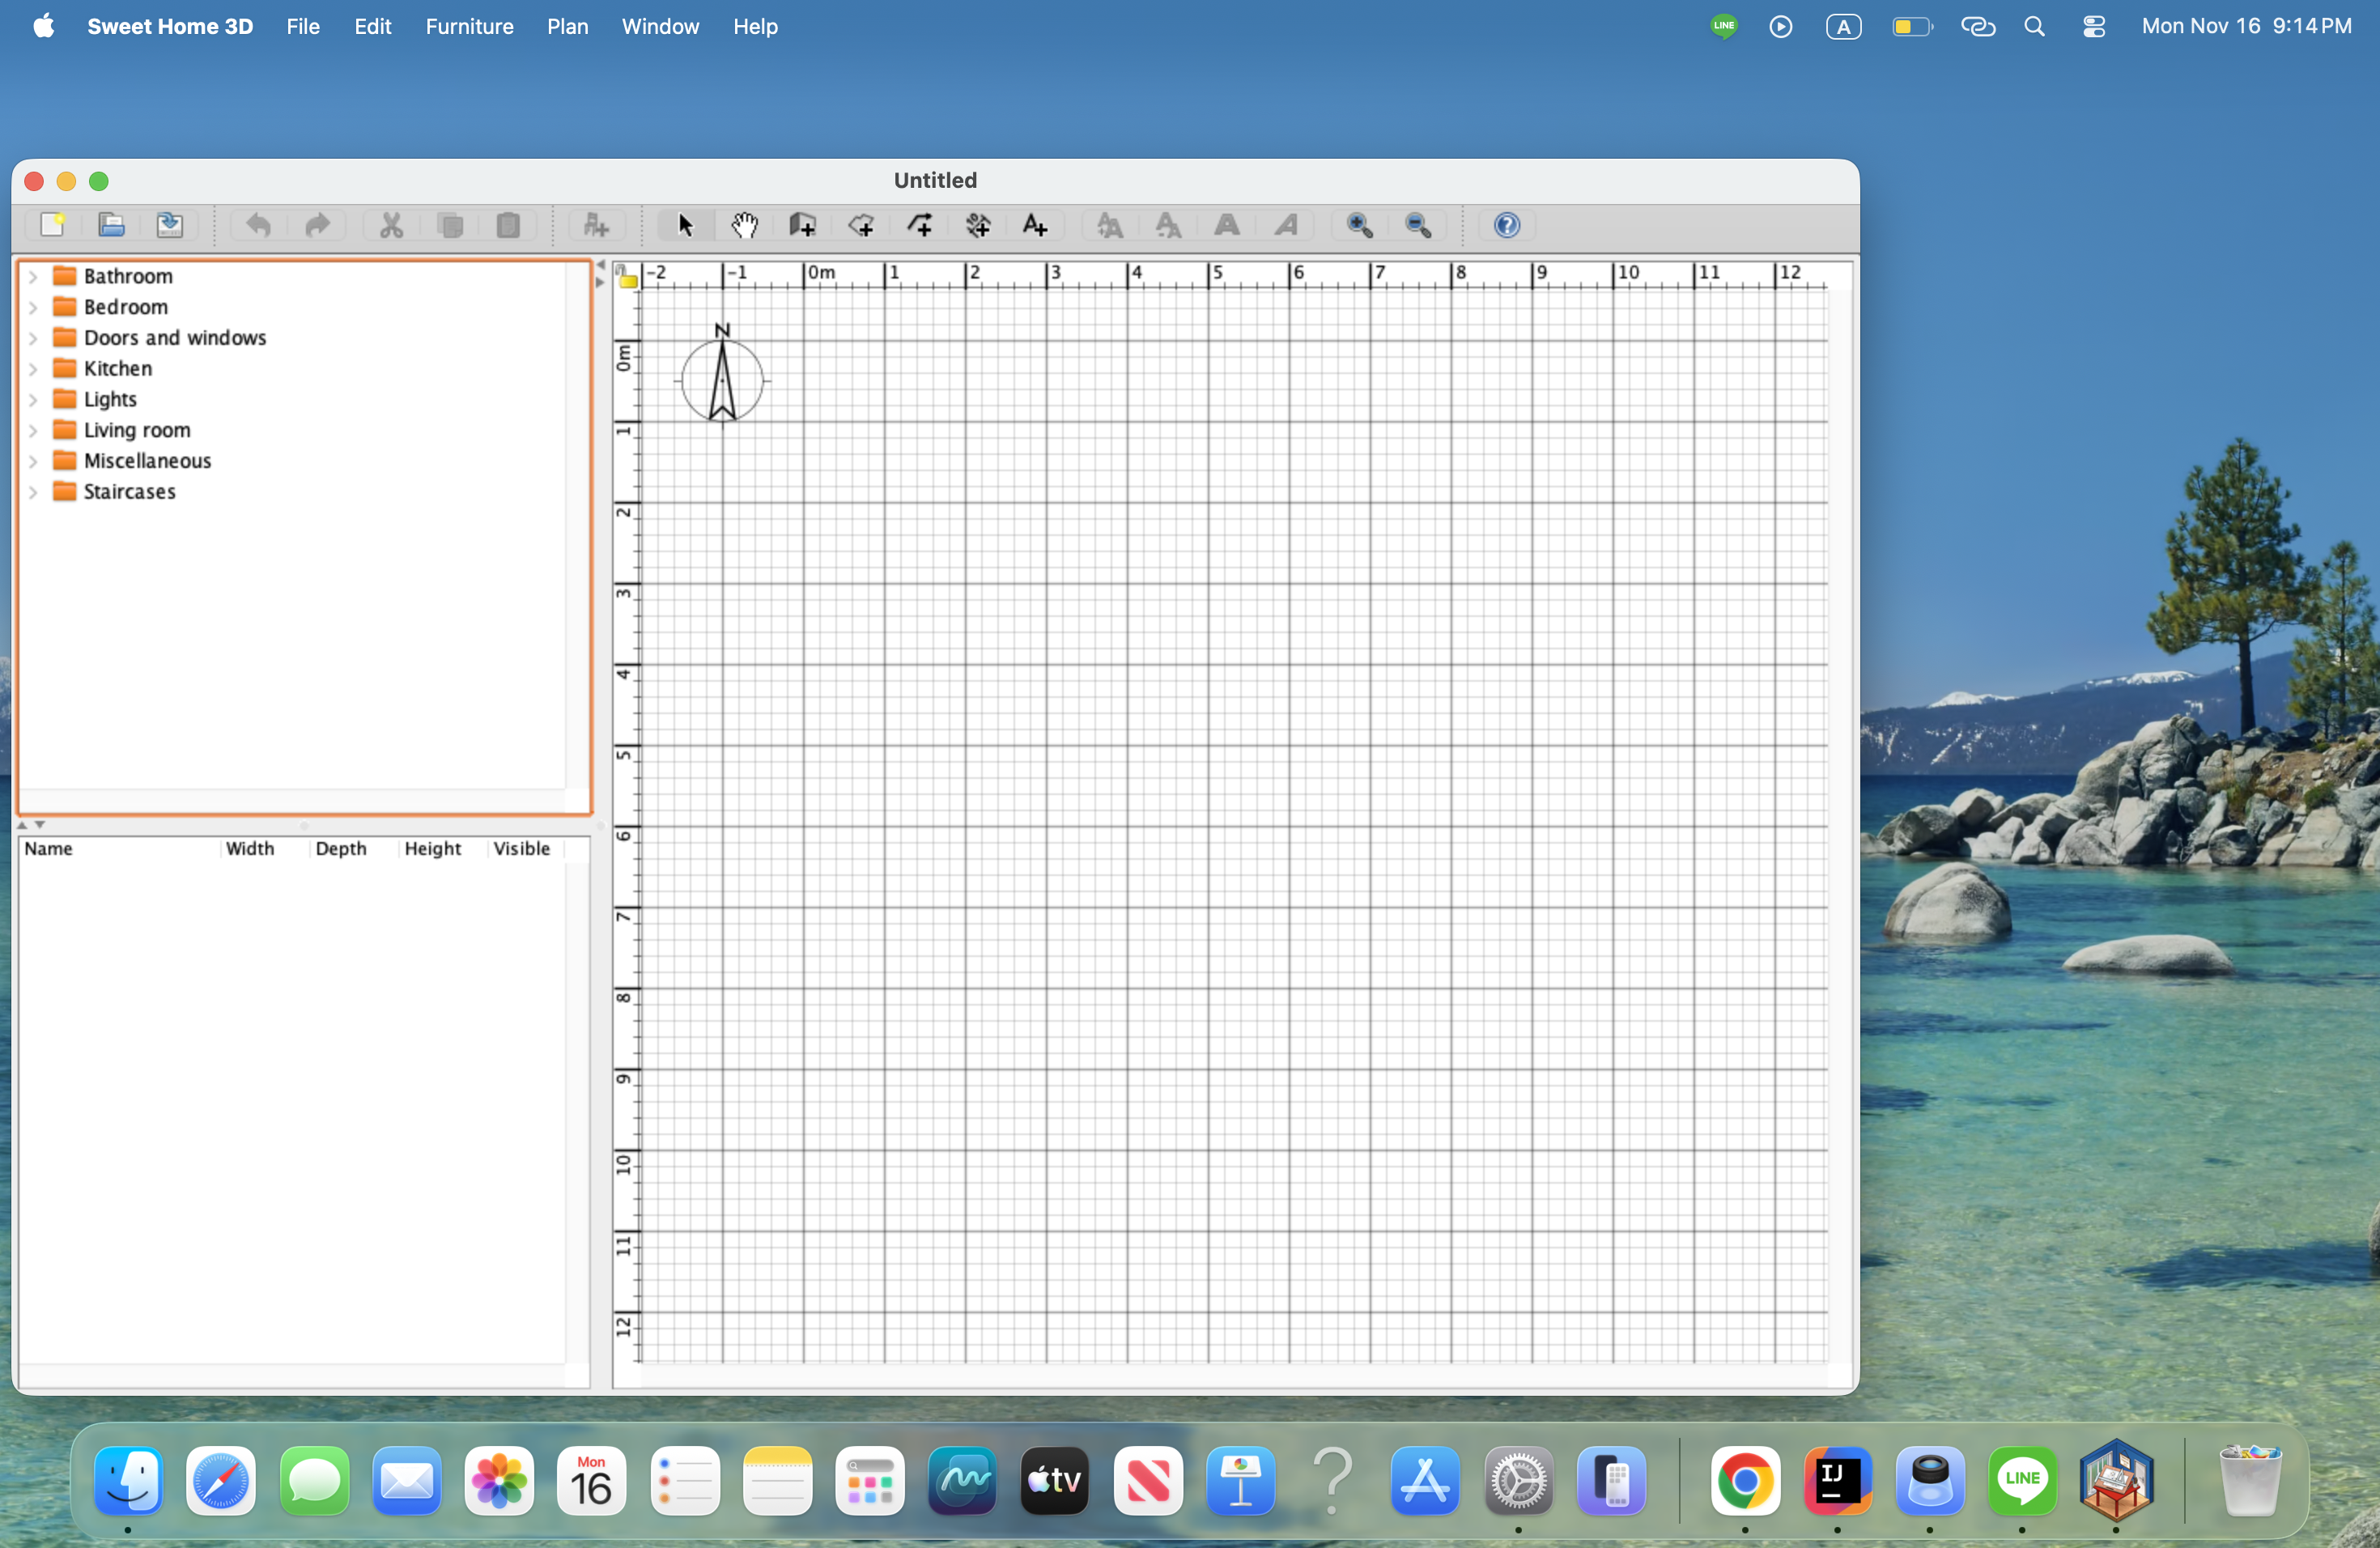 Sweet Home 3D File Edit Furniture Plan Window Help LINE A Mon Nov 16 9:14 PM
Untitled
Bathroom
Bedroom
Doors and windows
Kitchen
Lights
Living room
Miscellaneous
Staircases
Name Width Depth Height Visible
-2 -1 0m 1 2 3 4 5 6 7 8 9 10 11 12
N
0m
1
2
3
4
5
6
7
8
9
10
11
12
Mon
16
tv
IJ
LINE